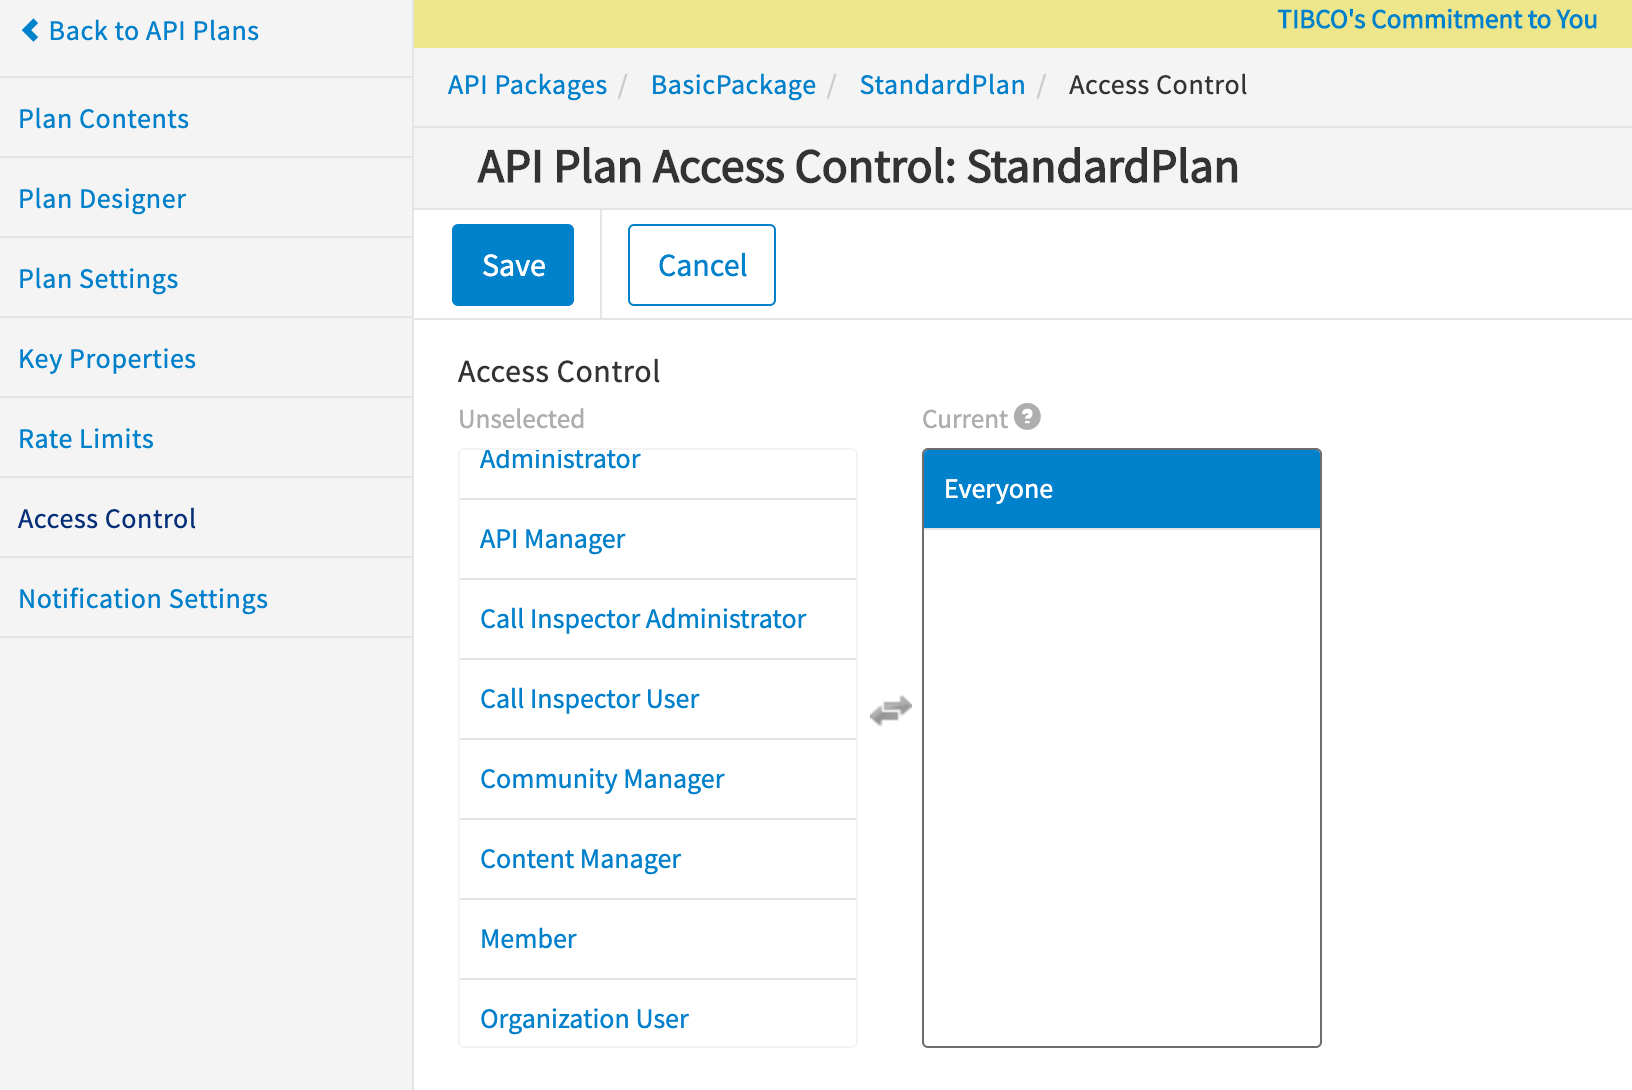 Back to API Plans
Plan Contents
Plan Designer
Plan Settings
Key Properties
Rate Limits
Access Control
Notification Settings
TIBCO's Commitment to You
API Packages / BasicPackage / StandardPlan / Access Control
API Plan Access Control: StandardPlan
Save
Cancel
Access Control
Unselected
Administrator
API Manager
Call Inspector Administrator
Call Inspector User
Community Manager
Content Manager
Member
Organization User
Current ?
Everyone